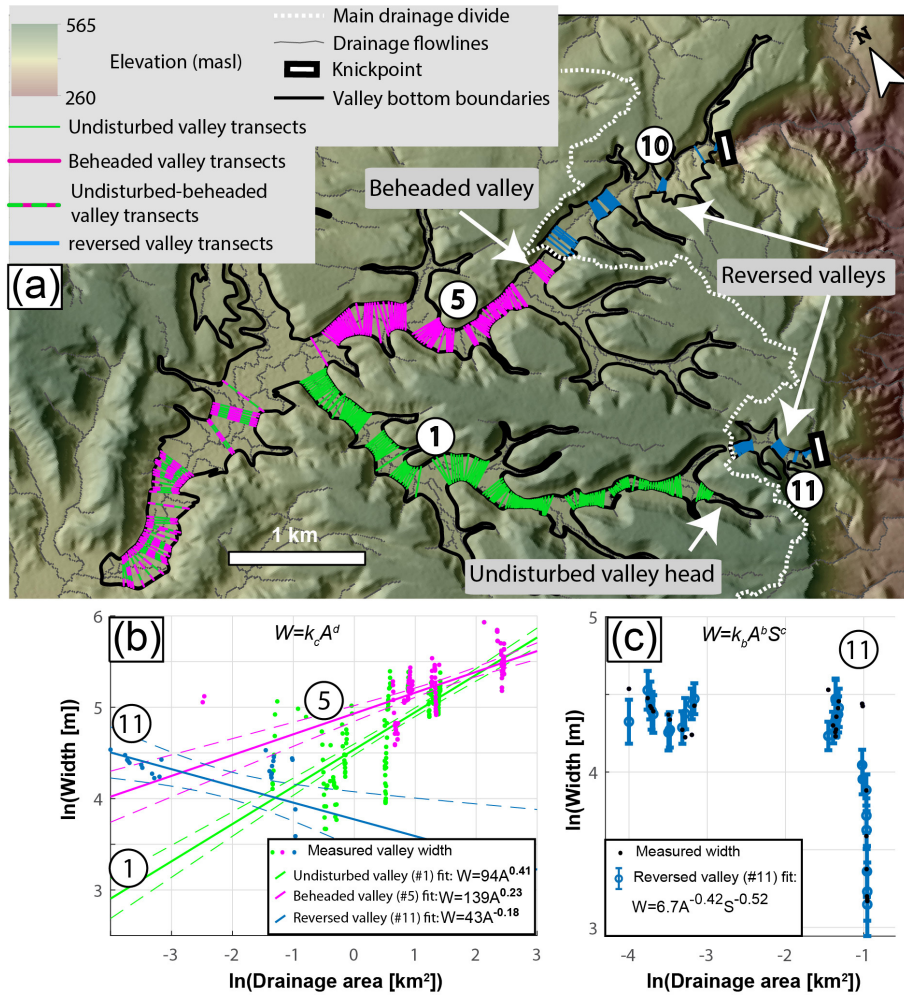 565
260
Elevation (masl)
Main drainage divide
Drainage flowlines
Knickpoint
Valley bottom boundaries
Undisturbed valley transects
Beheaded valley transects
Undisturbed-beheaded
valley transects
reversed valley transects
N
(a)
Beheaded valley
10
Reversed valleys
5
1
11
1 km
Undisturbed valley head
(b)
W=k_cA^d
6
5
4
3
ln(Width [m])
11
5
1
Measured valley width
Undisturbed valley (#1) fit: W=94A^0.41
Beheaded valley (#5) fit: W=139A^0.23
Reversed valley (#11) fit: W=43A^-0.18
-3 -2 -1 0 1 2 3
ln(Drainage area [km²])
(c)
W=k_bA^bS^c
11
5
4
3
ln(Width [m])
Measured width
Reversed valley (#11) fit:
W=6.7A^-0.42S^-0.52
-4 -3 -2 -1
ln(Drainage area [km²])